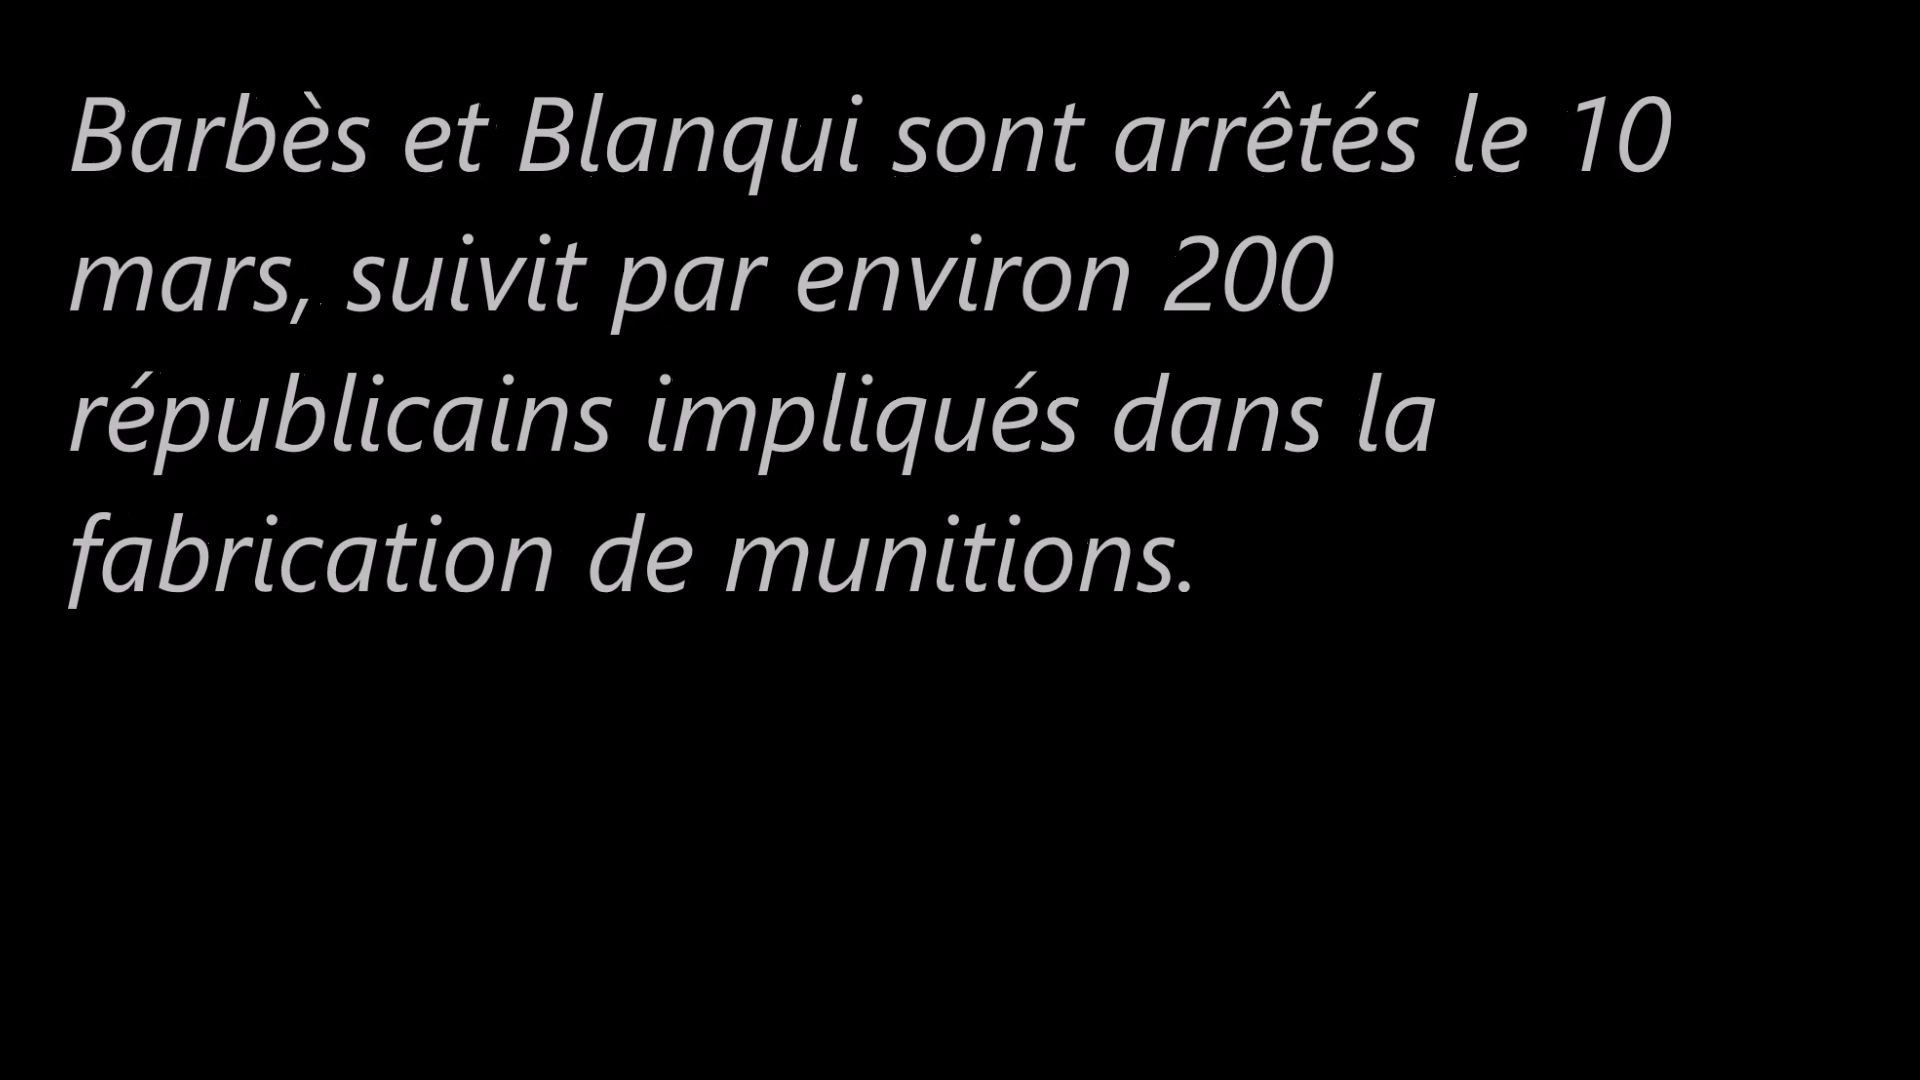 Barbès et Blanqui sont arrêtés le 10
mars, suivit par environ 200
républicains impliqués dans la
fabrication de munitions.